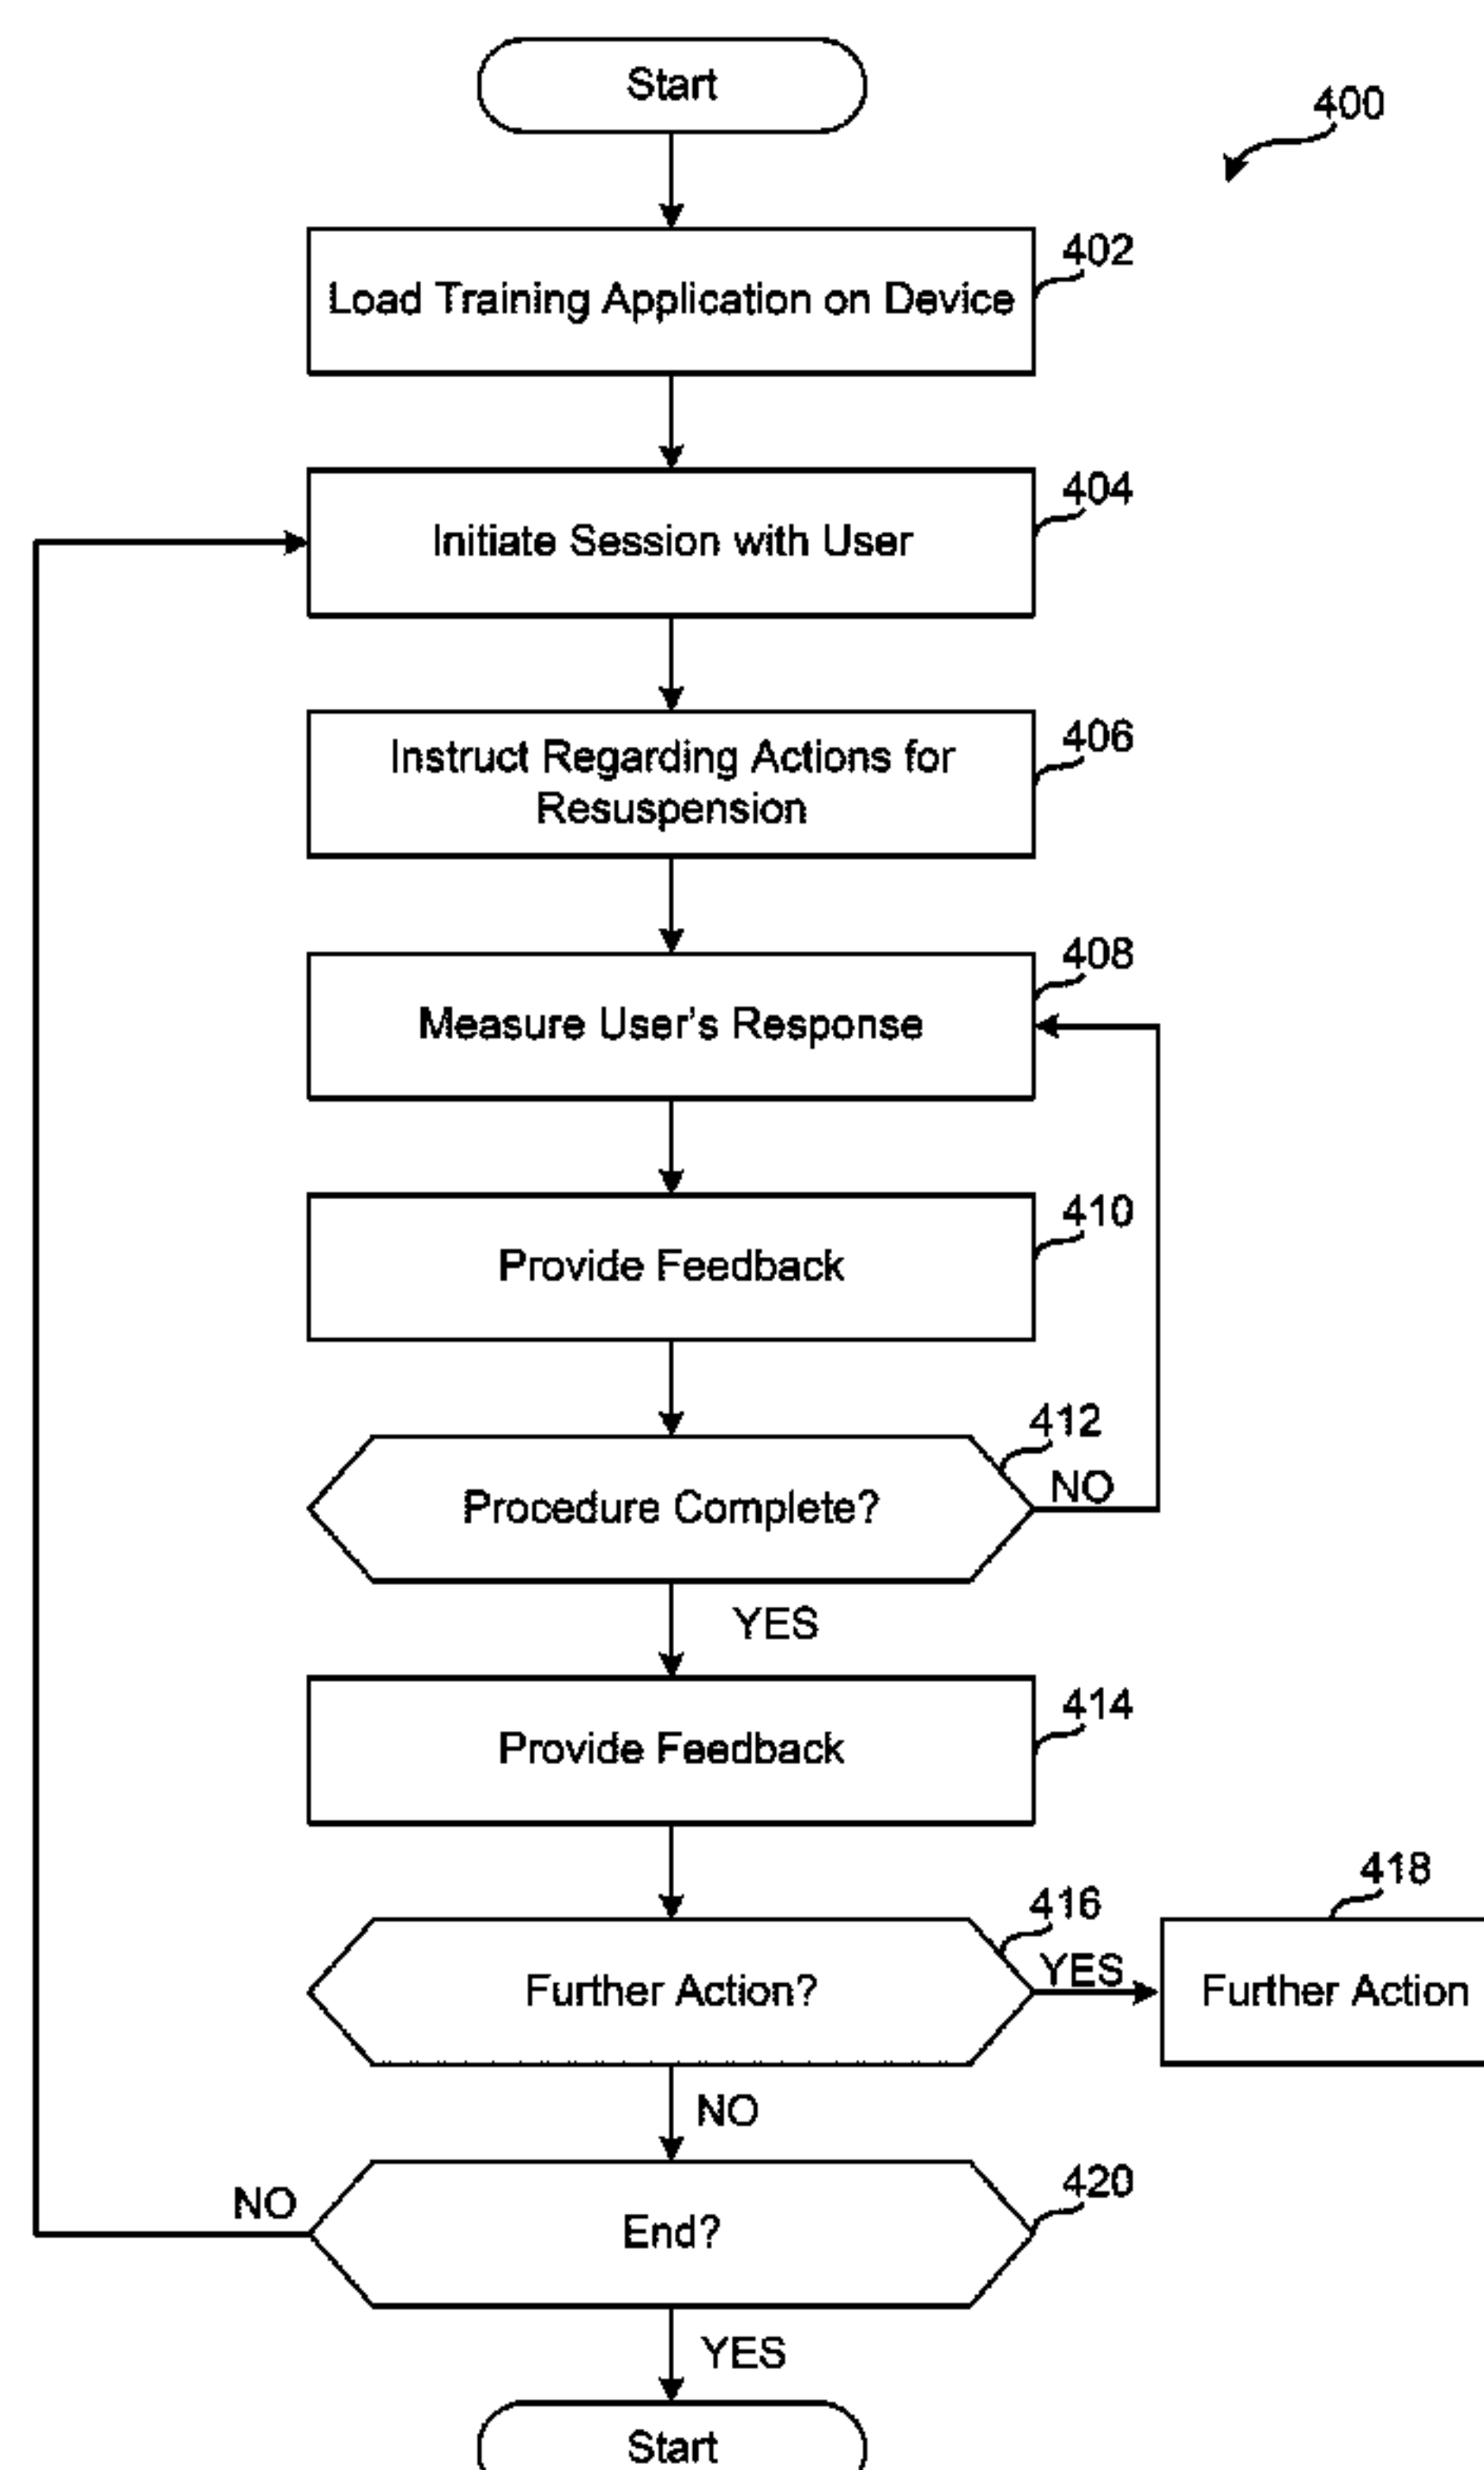 Start
400
402
Load Training Application on Device
404
Initiate Session with User
406
Instruct Regarding Actions for
Resuspension
408
Measure User's Response
410
Provide Feedback
412
Procedure Complete?
NO
YES
414
Provide Feedback
416
Further Action?
YES
418
Further Action
NO
420
End?
NO
YES
Start